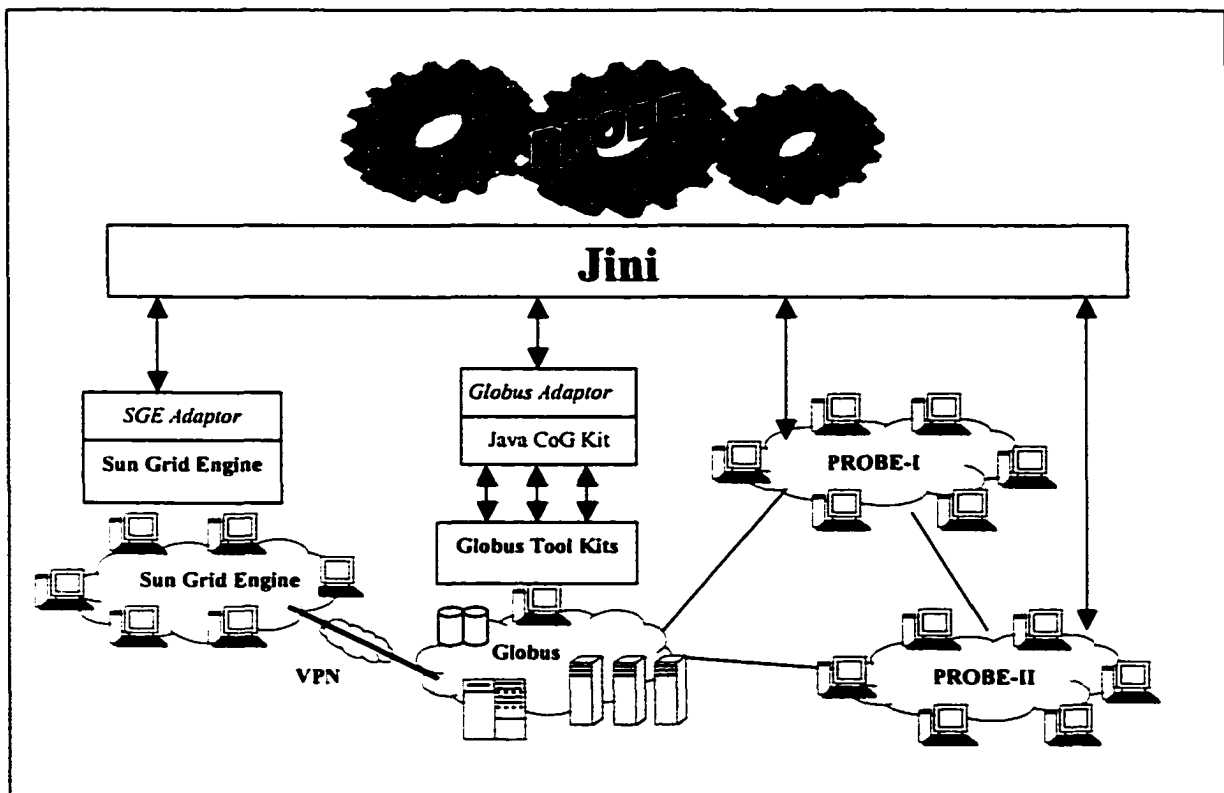 PROBE
Jini
SGE Adaptor
Sun Grid Engine
Globus Adaptor
Java CoG Kit
Globus Tool Kits
PROBE-I
Sun Grid Engine
VPN
Globus
PROBE-II